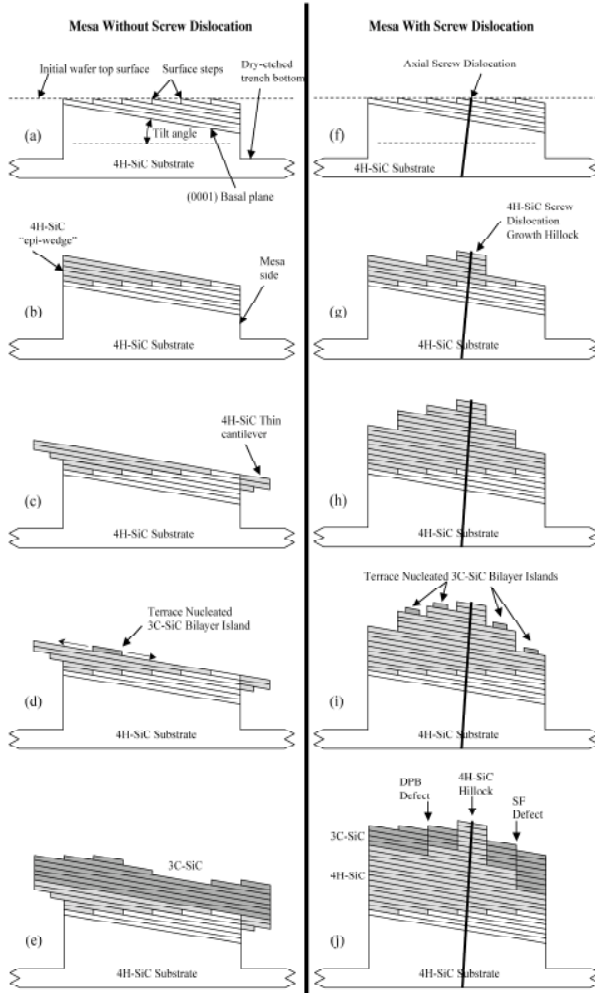 Mesa Without Screw Dislocation
Initial wafer top surface
Surface steps
Dry-etched
trench bottom
(a)
Tilt angle
4H-SiC Substrate
(0001) Basal plane
4H-SiC
"epi-wedge"
Mesa
side
(b)
4H-SiC Substrate
4H-SiC Thin
cantilever
(c)
4H-SiC Substrate
Terrace Nucleated
3C-SiC Bilayer Island
(d)
4H-SiC Substrate
3C-SiC
(e)
4H-SiC Substrate
Mesa With Screw Dislocation
Axial Screw Dislocation
(f)
4H-SiC Substrate
4H-SiC Screw
Dislocation
Growth Hillock
(g)
4H-SiC Substrate
(h)
4H-SiC Substrate
Terrace Nucleated 3C-SiC Bilayer Islands
(i)
4H-SiC Substrate
DPB
Defect
4H-SiC
Hillock
SF
Defect
3C-SiC
4H-SiC
(j)
4H-SiC Substrate